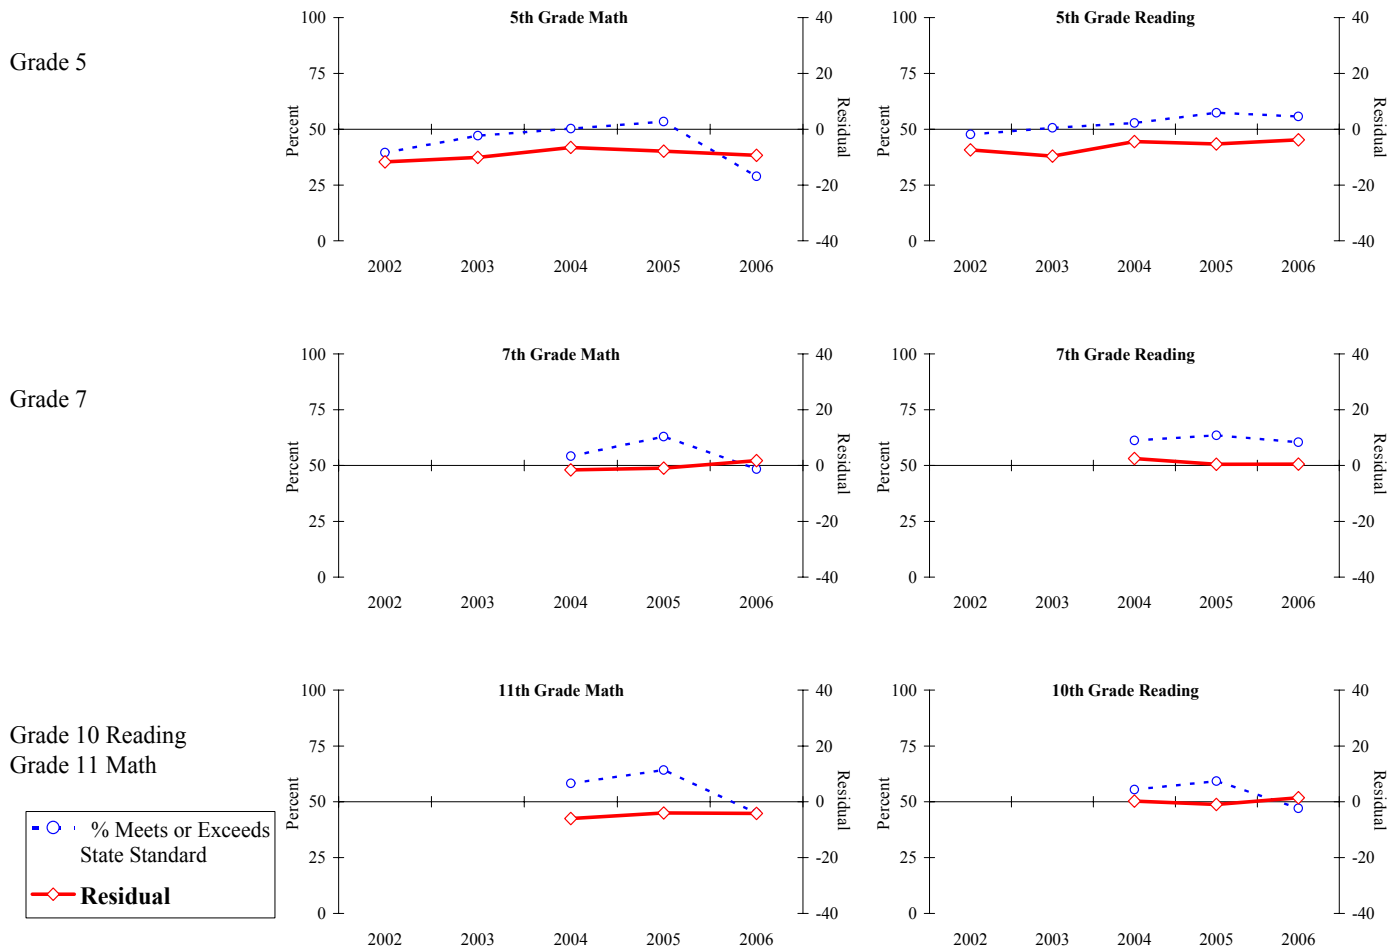 Grade 5
5th Grade Math
100
75
50
25
0
Percent
40
20
0
-20
-40
Residual
2002 2003 2004 2005 2006
5th Grade Reading
100
75
50
25
0
Percent
40
20
0
-20
-40
Residual
2002 2003 2004 2005 2006
Grade 7
7th Grade Math
100
75
50
25
0
Percent
40
20
0
-20
-40
Residual
2002 2003 2004 2005 2006
7th Grade Reading
100
75
50
25
0
Percent
40
20
0
-20
-40
Residual
2002 2003 2004 2005 2006
Grade 10 Reading
Grade 11 Math
11th Grade Math
100
75
50
25
0
Percent
40
20
0
-20
-40
Residual
2002 2003 2004 2005 2006
10th Grade Reading
100
75
50
25
0
Percent
40
20
0
-20
-40
Residual
2002 2003 2004 2005 2006
% Meets or Exceeds
State Standard
Residual